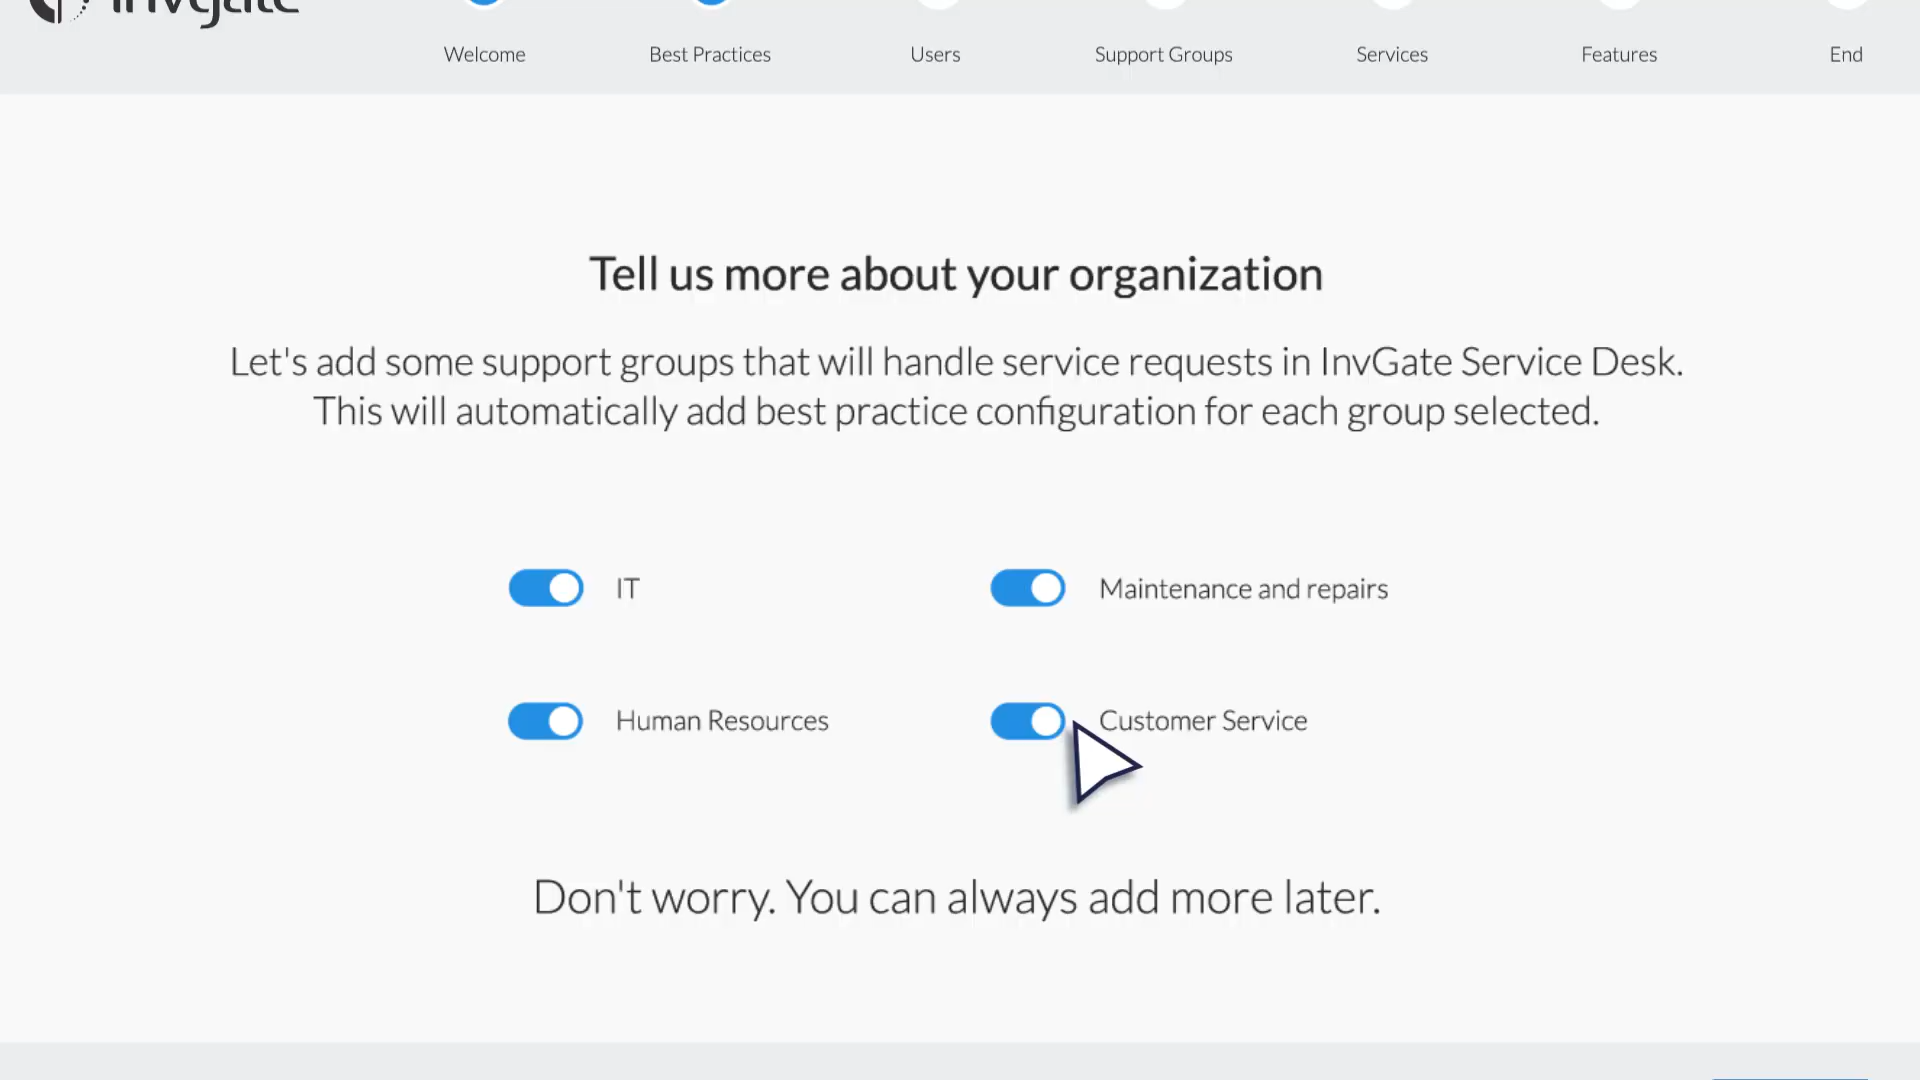 invgate
Welcome
Best Practices
Users
Support Groups
Services
Features
End
Tell us more about your organization
Let's add some support groups that will handle service requests in InvGate Service Desk.
This will automatically add best practice configuration for each group selected.
IT
Maintenance and repairs
Human Resources
Customer Service
Don't worry. You can always add more later.